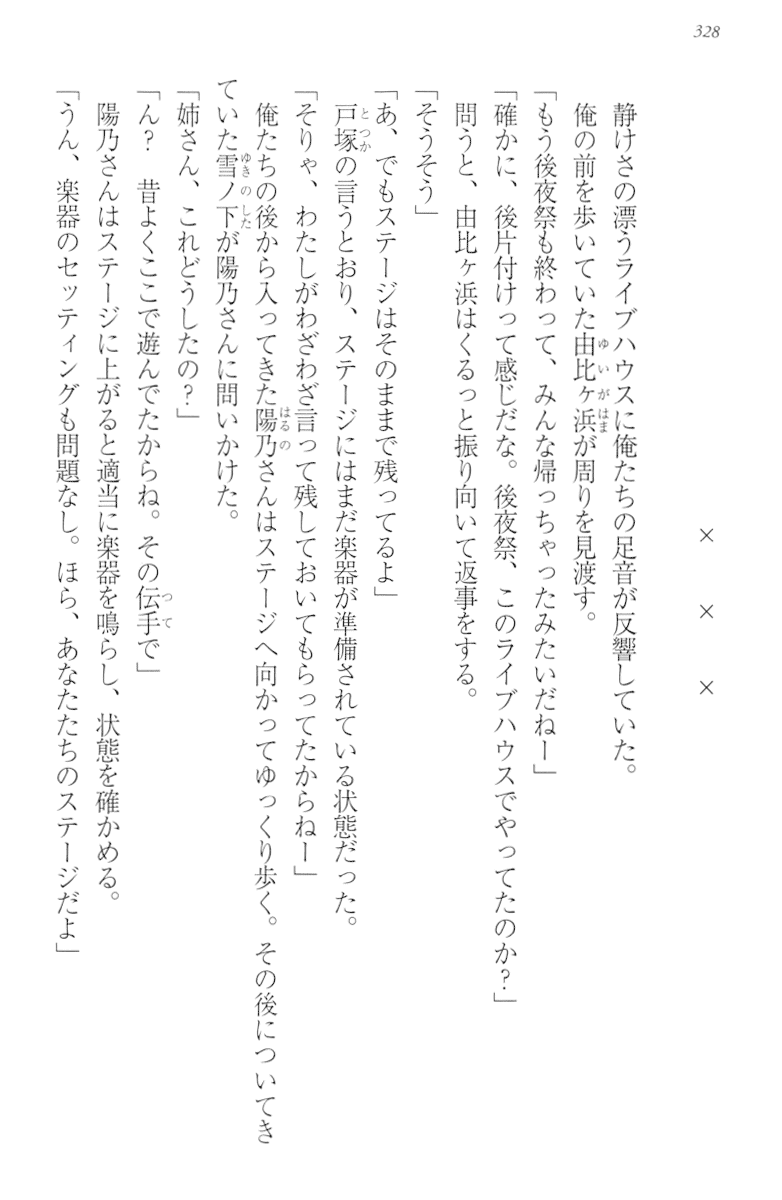 328
× × ×
静けさの漂うライブハウスに俺たちの足音が反響していた。
俺の前を歩いていた由比ヶ浜が周りを見渡す。
「もう後夜祭も終わって、みんな帰っちゃったみたいだねー」
「確かに、後片付けって感じだな。後夜祭、このライブハウスでやってたのか?」
問うと、由比ヶ浜はくるっと振り向いて返事をする。
「そうそう」
「あ、でもステージはそのままで残ってるよ」
戸塚の言うとおり、ステージにはまだ楽器が準備されている状態だった。
「そりゃ、わたしがわざわざ言って残しておいてもらってたからねー」
俺たちの後から入ってきた陽乃さんはステージへ向かってゆっくり歩く。その後についてき
ていた雪ノ下が陽乃さんに問いかけた。
「姉さん、これどうしたの?」
「ん? 昔よくここで遊んでたからね。その伝手で」
陽乃さんはステージに上がると適当に楽器を鳴らし、状態を確かめる。
「うん、楽器のセッティングも問題なし。ほら、あなたたちのステージだよ」